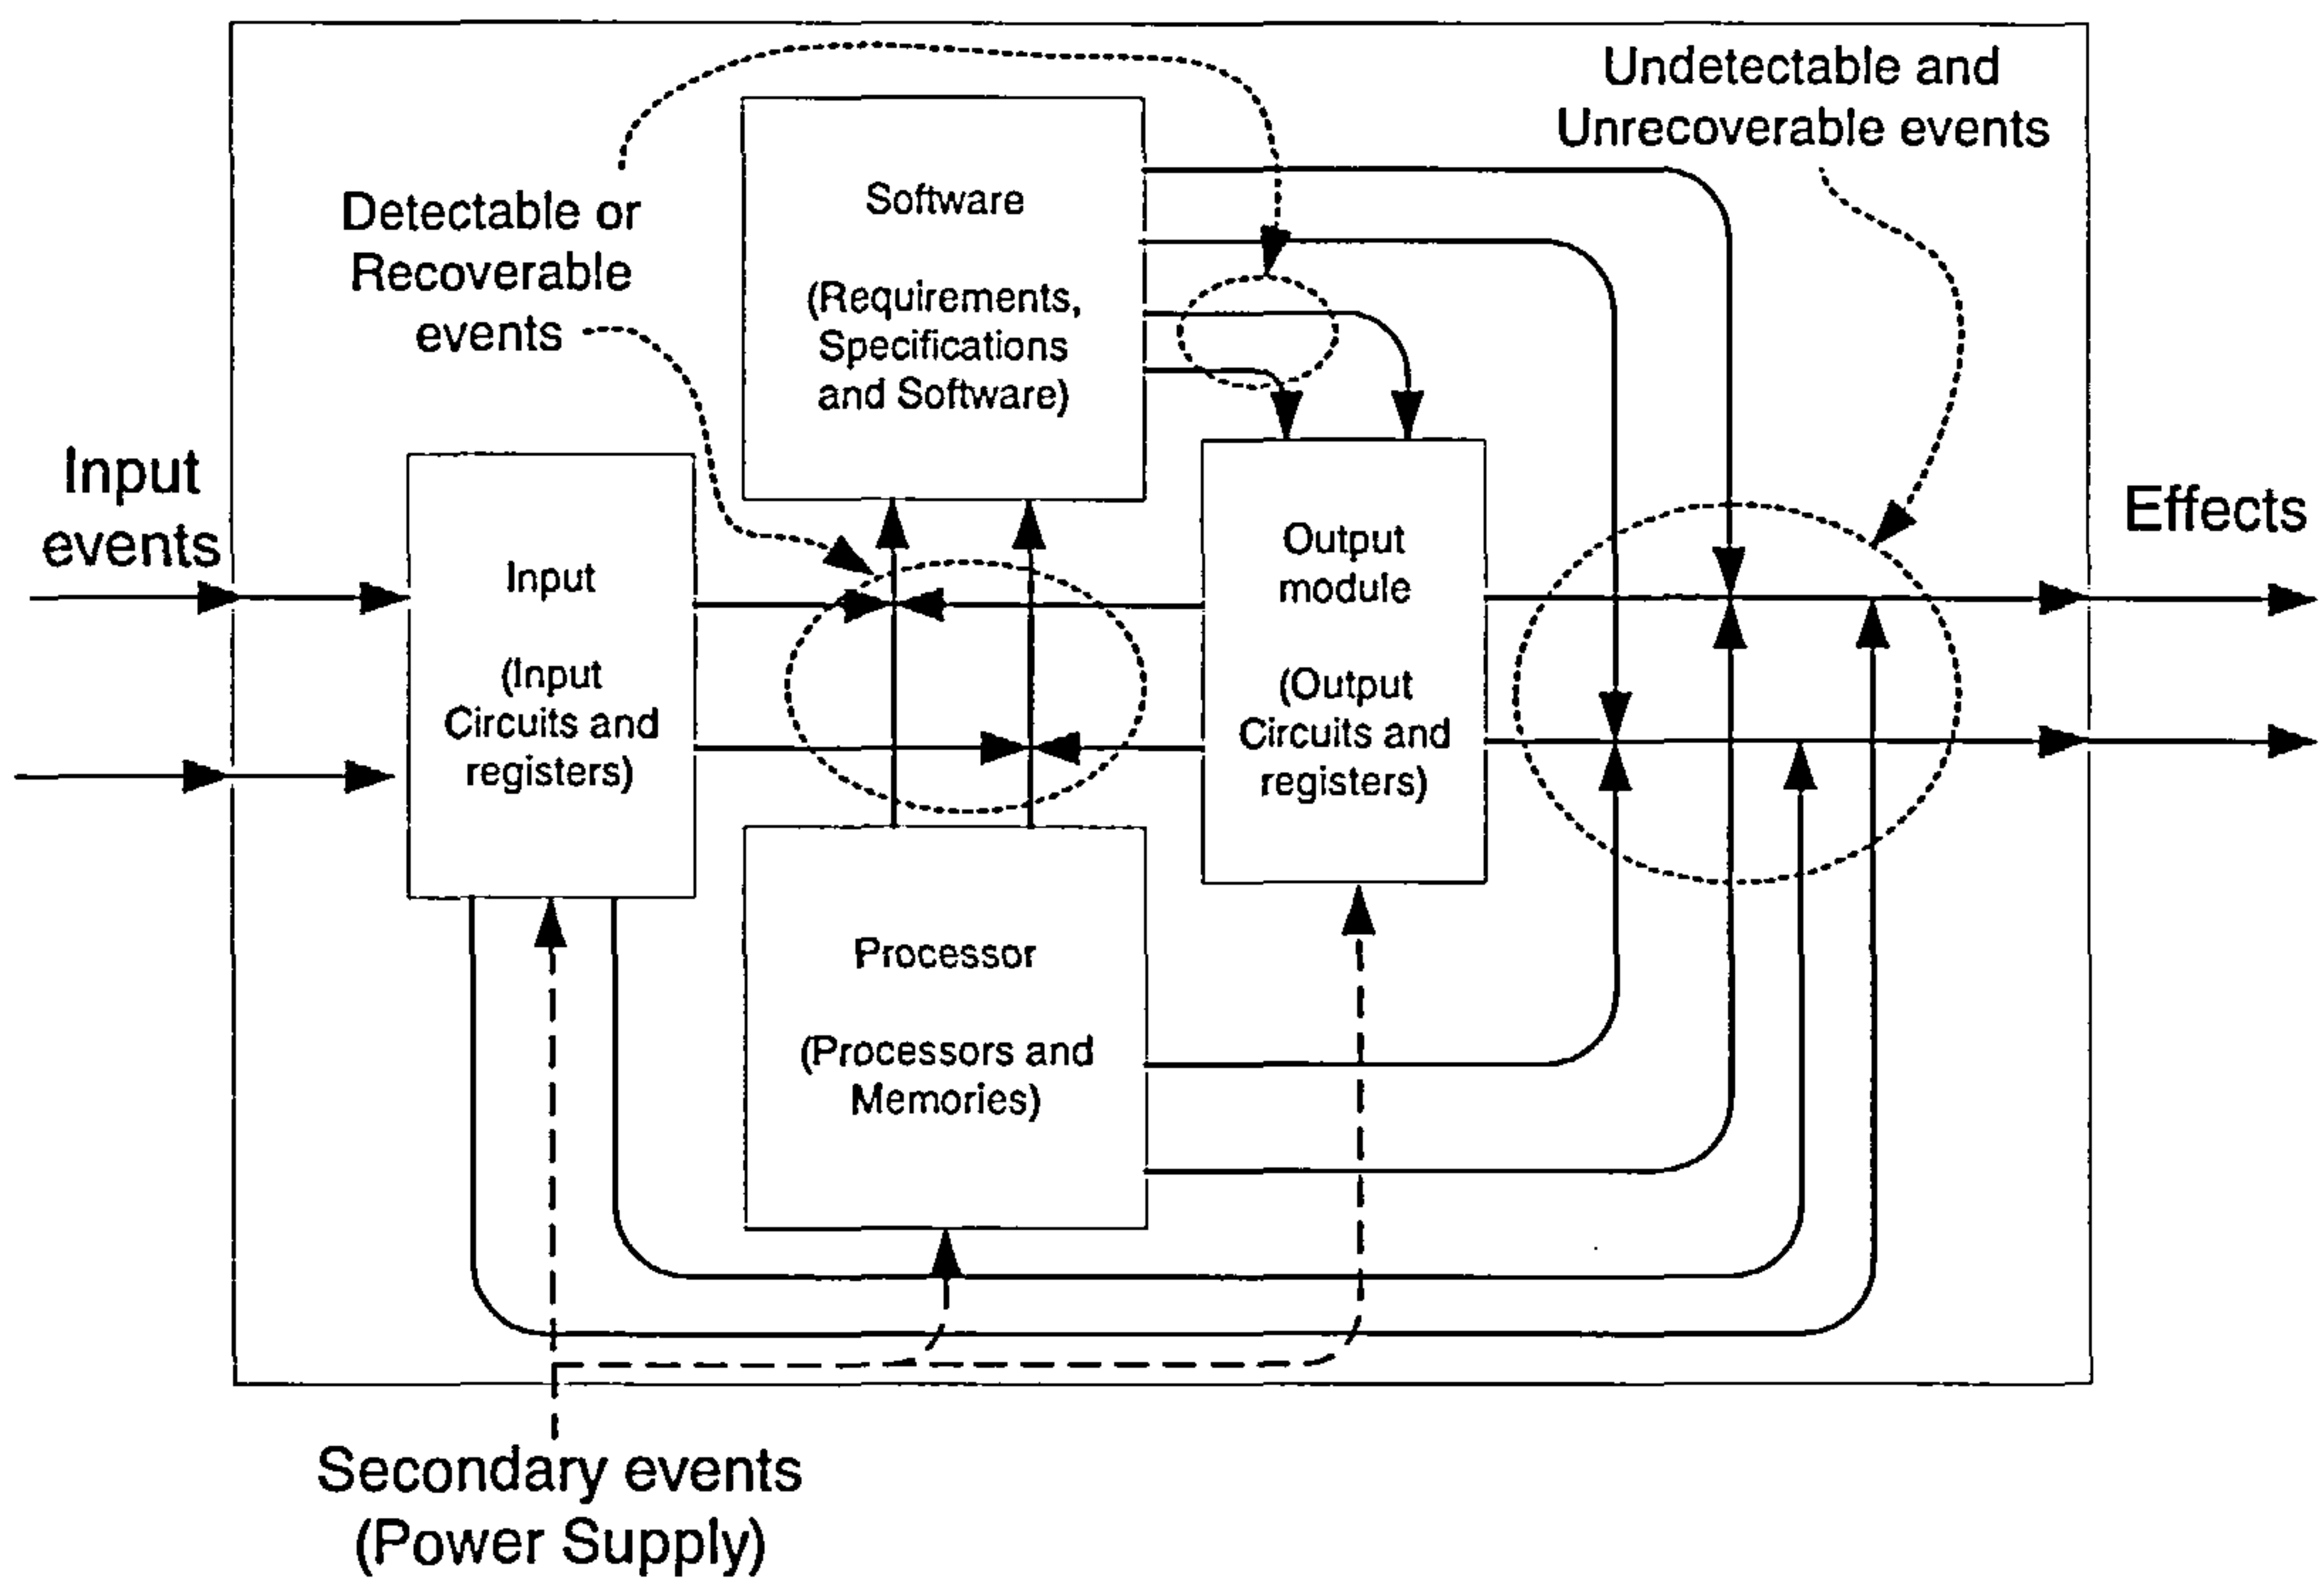 Undetectable and
Unrecoverable events
Detectable or
Recoverable
events
Software
(Requirements,
Specifications
and Software)
Input
events
Input
(Input
Circuits and
registers)
Output
module
(Output
Circuits and
registers)
Effects
Processor
(Processors and
Memories)
Secondary events
(Power Supply)